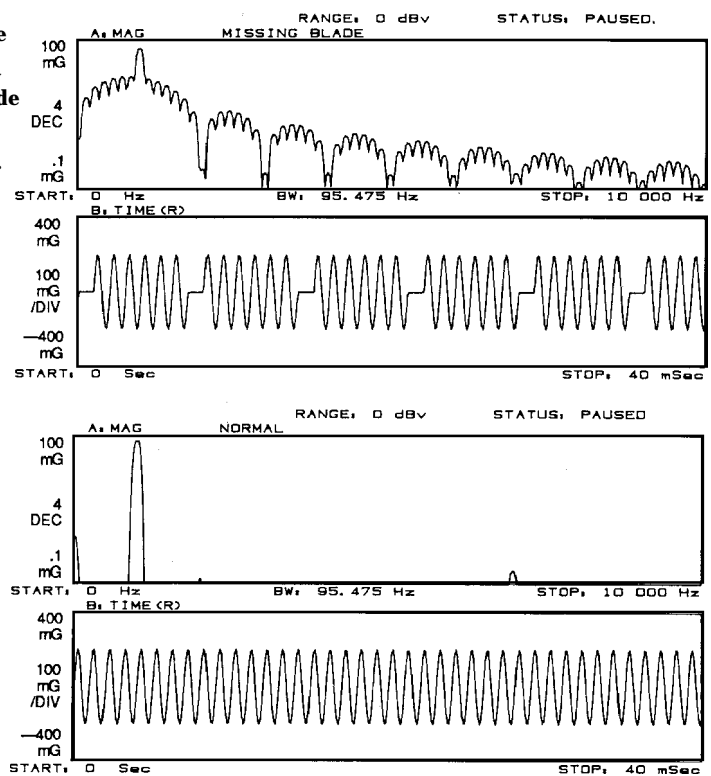 RANGE: 0 dBv STATUS: PAUSED.
A: MAG MISSING BLADE
100
mG
4
DEC
.1
mG
START: 0 Hz BW: 95.475 Hz STOP: 10 000 Hz
B: TIME(R)
400
mG
100
mG
/DIV
—400
mG
START: 0 Sec STOP: 40 mSec
RANGE: 0 dBv STATUS: PAUSED
A: MAG NORMAL
100
mG
4
DEC
.1
mG
START: 0 Hz BW: 95.475 Hz STOP: 10 000 Hz
B: TIME(R)
400
mG
100
mG
/DIV
—400
mG
START: 0 Sec STOP: 40 mSec